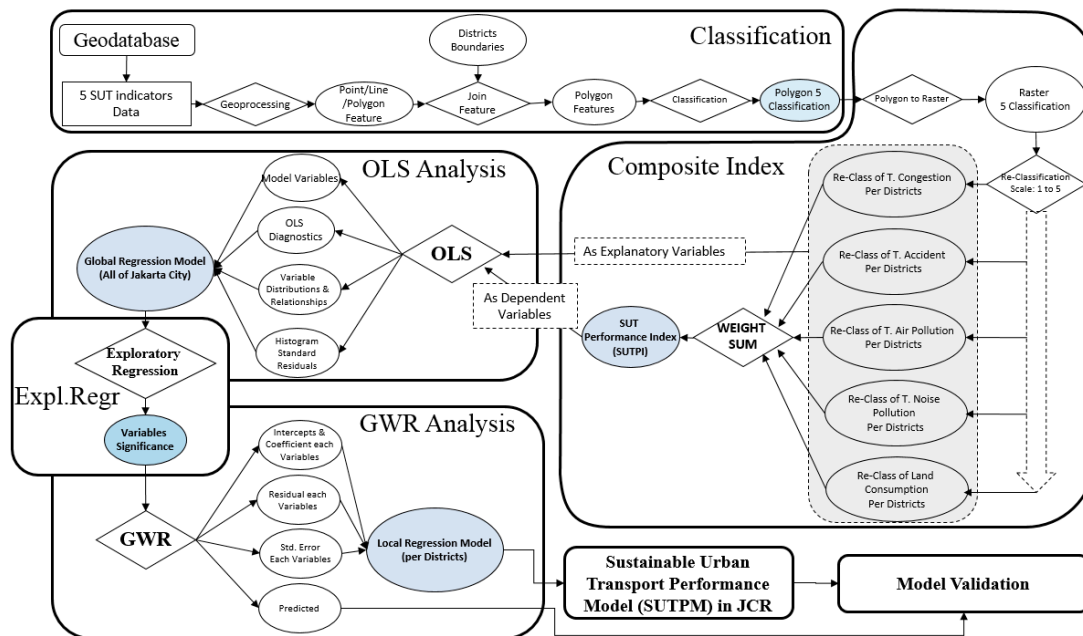 Geodatabase
Districts
Boundaries
Classification
5 SUT indicators
Data
Geoprocessing
Point/Line
/Polygon
Feature
Join
Feature
Polygon
Features
Classification
Polygon 5
Classification
Polygon to Raster
Raster
5 Classification
OLS Analysis
Model Variables
OLS
Diagnostics
Variable
Distributions &
Relationships
Histogram
Standard
Residuals
OLS
Global Regression Model
(All of Jakarta City)
Composite Index
Re-Classification
Scale: 1 to 5
Re-Class of T. Congestion
Per Districts
Re-Class of T. Accident
Per Districts
Re-Class of T. Air Pollution
Per Districts
Re-Class of T. Noise
Pollution
Per Districts
Re-Class of Land
Consumption
Per Districts
As Explanatory Variables
As Dependent
Variables
SUT
Performance Index
(SUTPI)
WEIGHT
SUM
Exploratory
Regression
Expl.Regr
Variables
Significance
GWR Analysis
GWR
Intercepts &
Coefficient each
Variables
Residual each
Variables
Std. Error
Each Variables
Predicted
Local Regression Model
(per Districts)
Sustainable Urban
Transport Performance
Model (SUTPM) in JCR
Model Validation